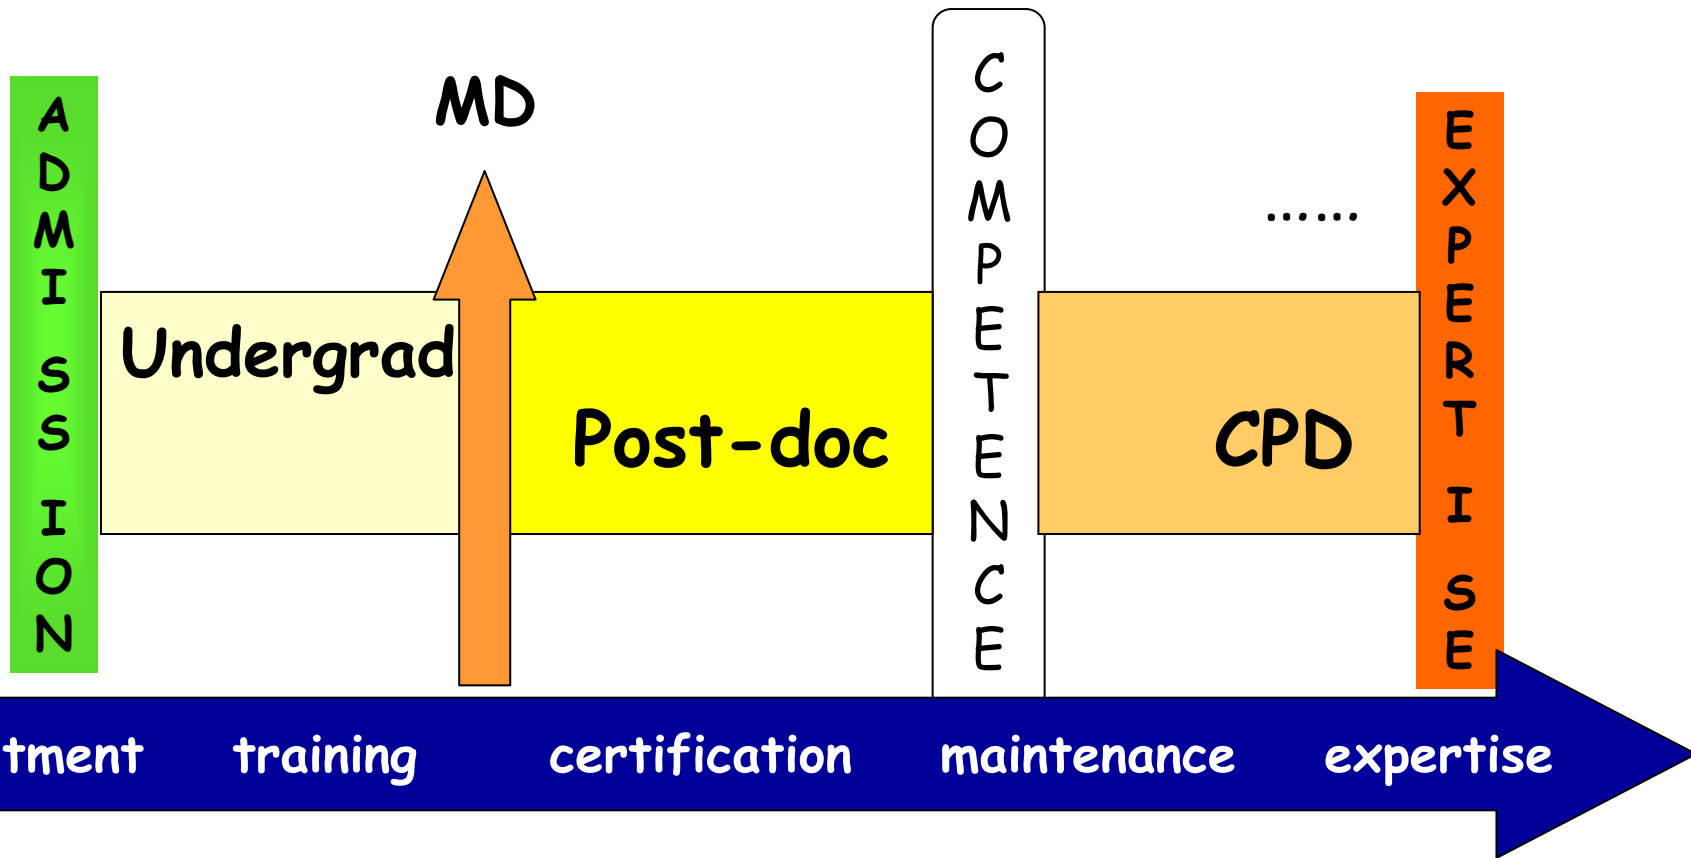 ADMISSION
MD
Undergrad
Post-doc
COMPETENCE
……
CPD
EXPERTISE
tment training certification maintenance expertise